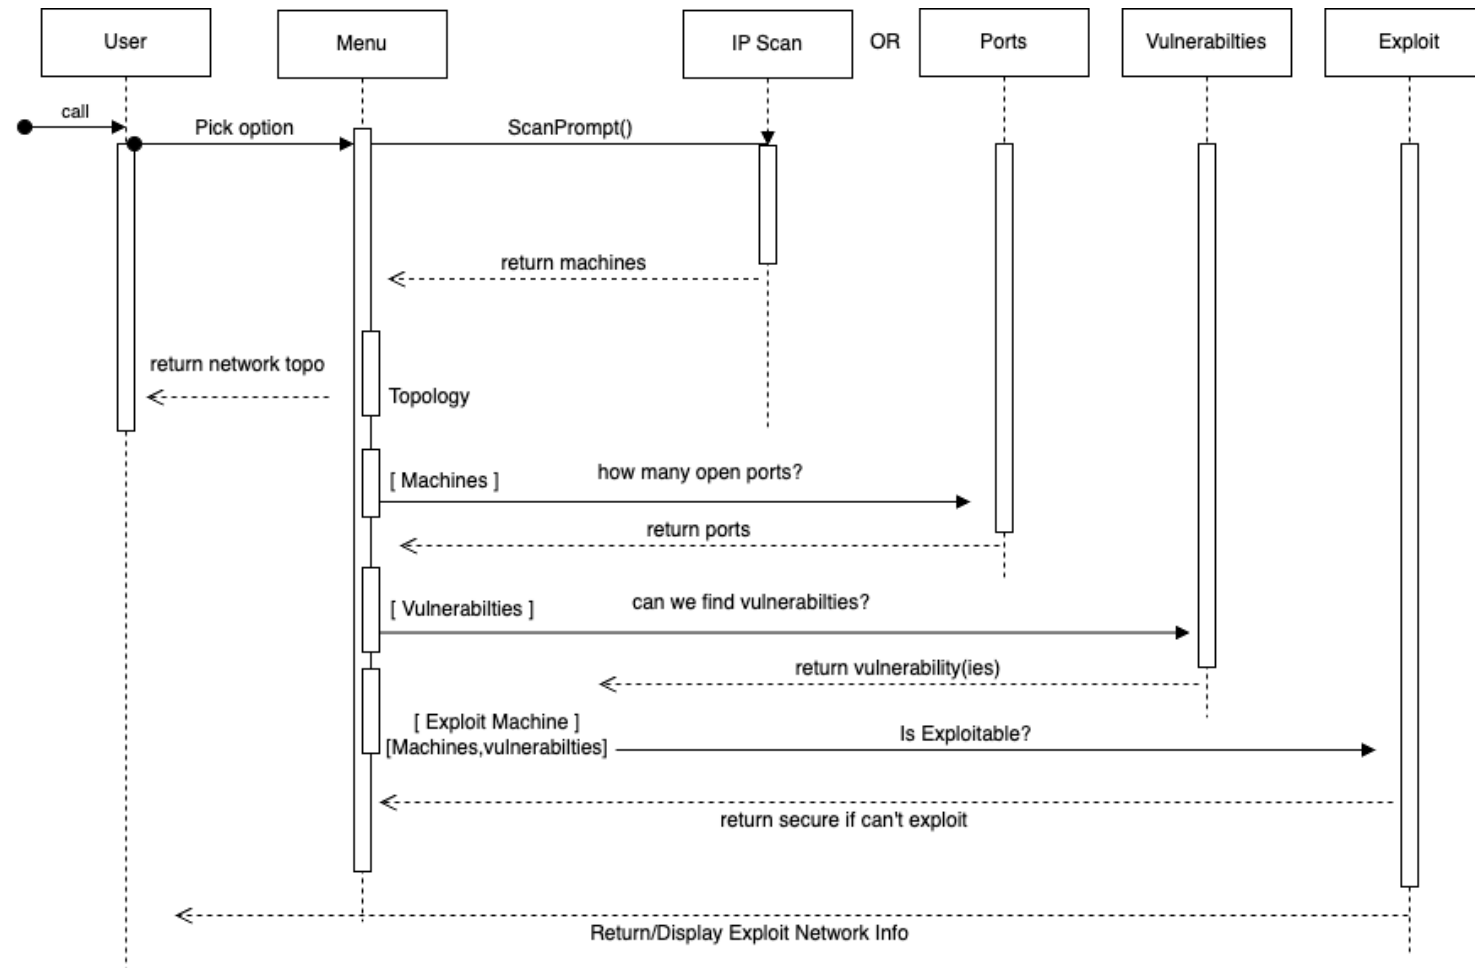 User
Menu
IP Scan
OR
Ports
Vulnerabilties
Exploit
call
Pick option
ScanPrompt()
return machines
return network topo
Topology
how many open ports?
[ Machines ]
return ports
can we find vulnerabilties?
[ Vulnerabilties ]
return vulnerability(ies)
[ Exploit Machine ]
[Machines,vulnerabilties]
Is Exploitable?
return secure if can't exploit
Return/Display Exploit Network Info